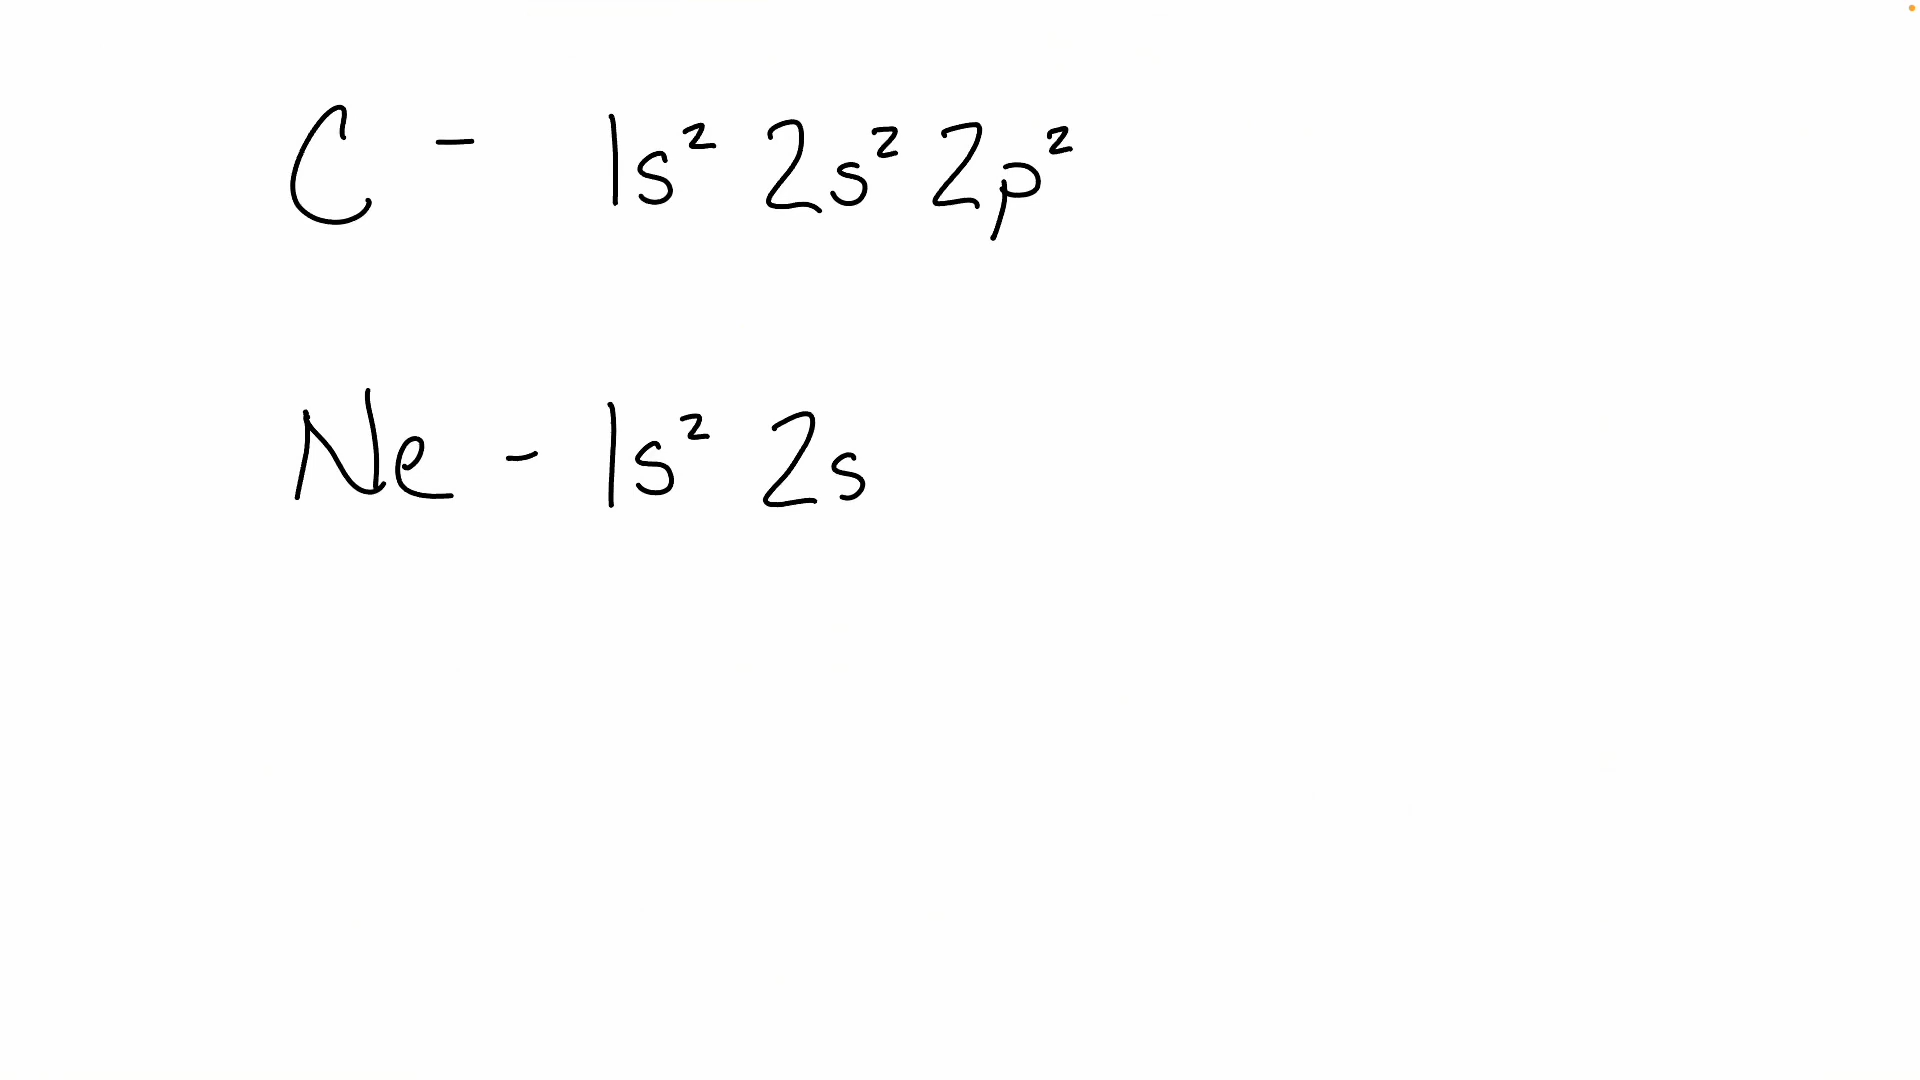 C - 1s² 2s² 2p²
Ne - 1s² 2s